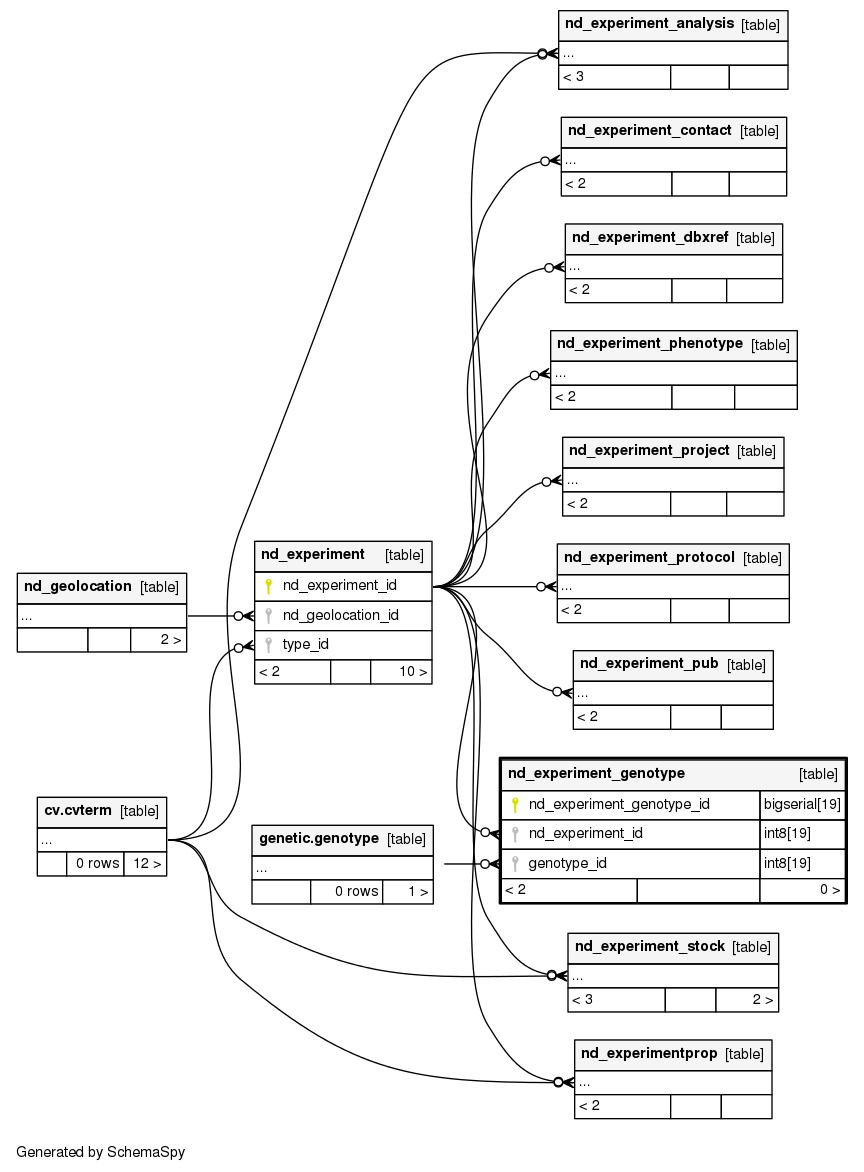 nd_experiment_analysis [table]
...
< 3
nd_experiment_contact [table]
...
< 2
nd_experiment_dbxref [table]
...
< 2
nd_experiment_phenotype [table]
...
< 2
nd_experiment_project [table]
...
< 2
nd_experiment [table]
nd_experiment_id
nd_geolocation_id
type_id
< 2 10 >
nd_geolocation [table]
...
2 >
nd_experiment_protocol [table]
...
< 2
nd_experiment_pub [table]
...
< 2
nd_experiment_genotype [table]
nd_experiment_genotype_id bigserial[19]
nd_experiment_id int8[19]
genotype_id int8[19]
< 2 0 >
cv.cvterm [table]
...
0 rows 12 >
genetic.genotype [table]
...
0 rows 1 >
nd_experiment_stock [table]
...
< 3 2 >
nd_experimentprop [table]
...
< 2
Generated by SchemaSpy